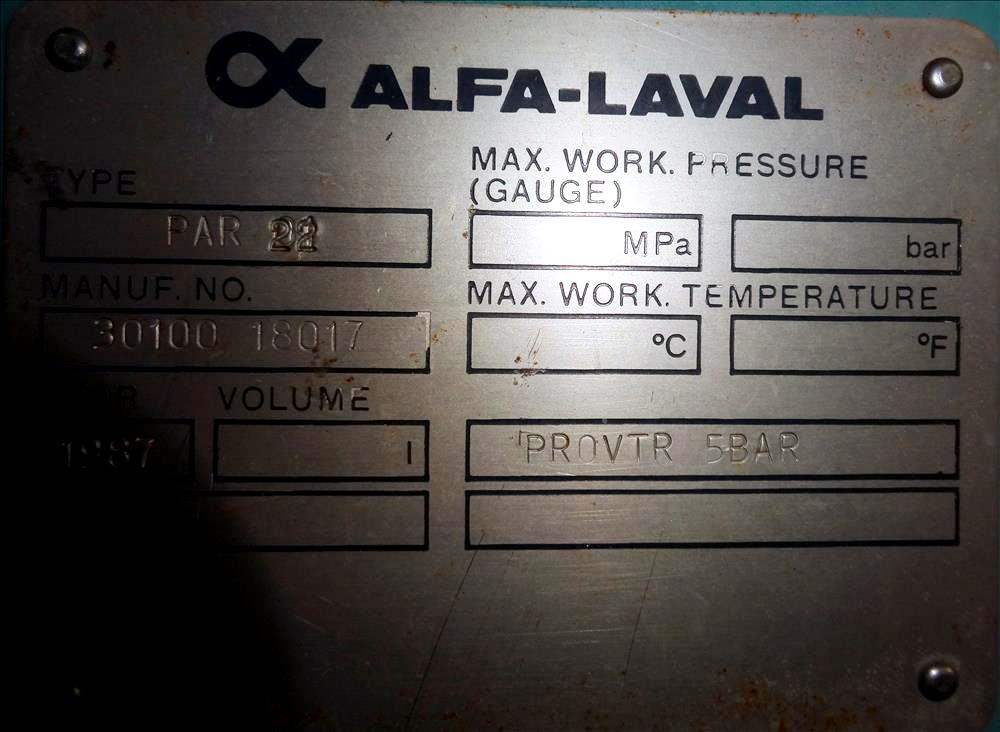 ALFA-LAVAL
TYPE
PAR
MAX. WORK. PRESSURE
(GAUGE)
MPa
bar
MANUF. NO.
30100 18017
MAX. WORK. TEMPERATURE
°C
°F
VOLUME
1987
l
PROVTR 5BAR